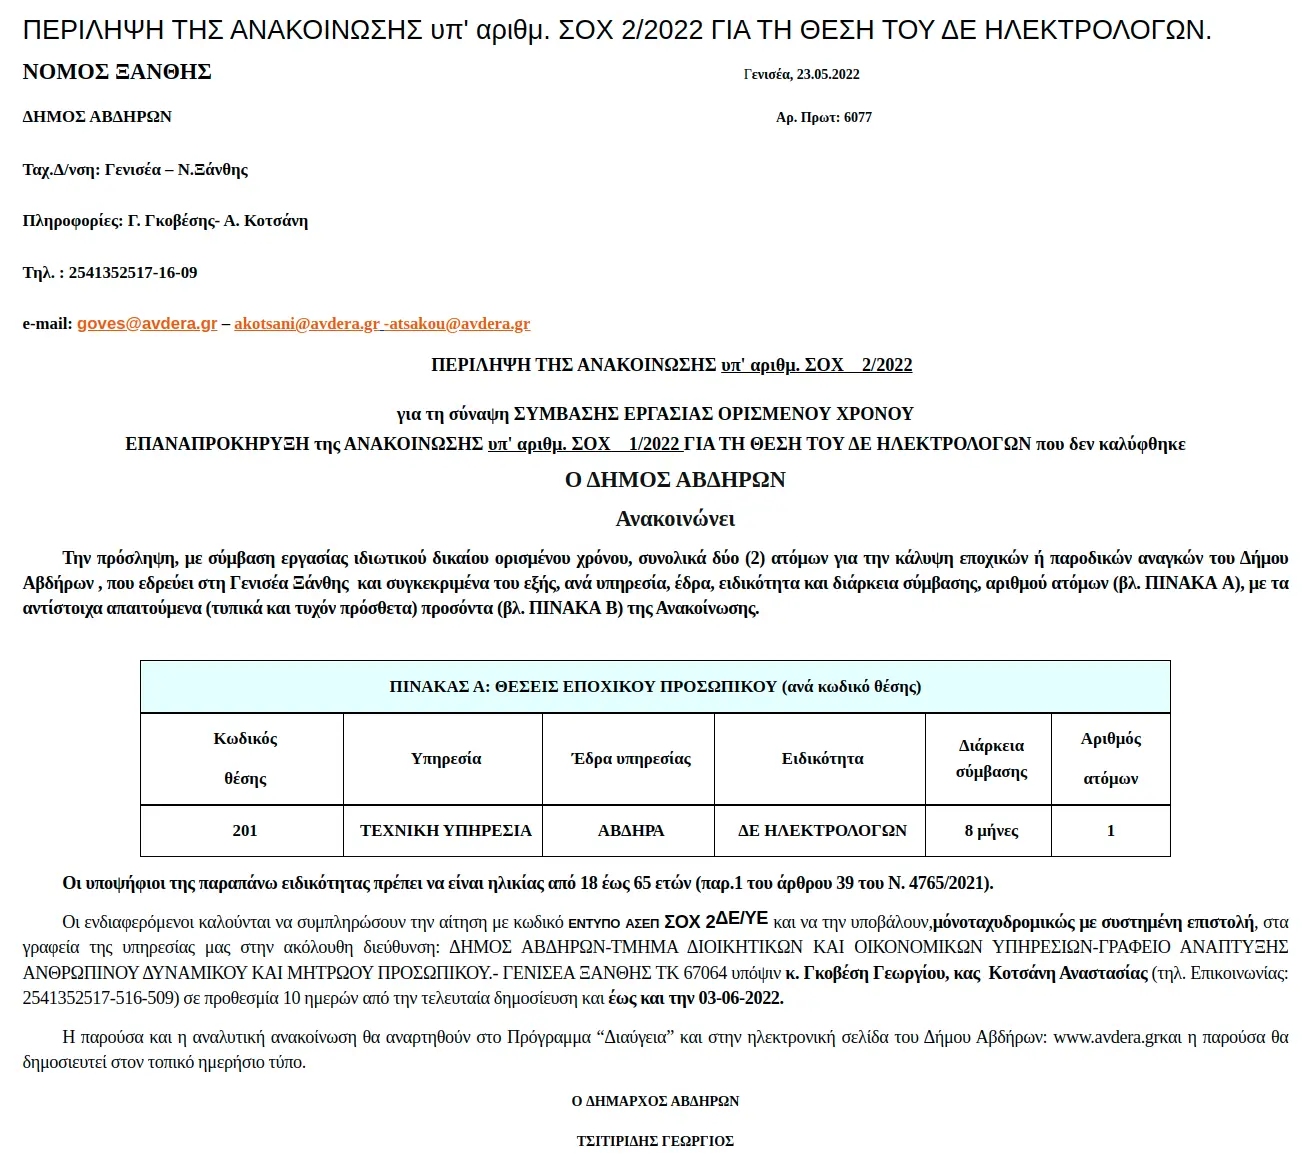 ΠΕΡΙΛΗΨΗ ΤΗΣ ΑΝΑΚΟΙΝΩΣΗΣ υπ' αριθμ. ΣΟΧ 2/2022 ΓΙΑ ΤΗ ΘΕΣΗ ΤΟΥ ΔΕ ΗΛΕΚΤΡΟΛΟΓΩΝ.
ΝΟΜΟΣ ΞΑΝΘΗΣ Γενισέα, 23.05.2022
ΔΗΜΟΣ ΑΒΔΗΡΩΝ Αρ. Πρωτ: 6077
Ταχ.Δ/νση: Γενισέα – Ν.Ξάνθης
Πληροφορίες: Γ. Γκοβέσης- Α. Κοτσάνη
Τηλ. : 2541352517-16-09
e-mail: goves@avdera.gr – akotsani@avdera.gr -atsakou@avdera.gr
ΠΕΡΙΛΗΨΗ ΤΗΣ ΑΝΑΚΟΙΝΩΣΗΣ υπ' αριθμ. ΣΟΧ 2/2022
για τη σύναψη ΣΥΜΒΑΣΗΣ ΕΡΓΑΣΙΑΣ ΟΡΙΣΜΕΝΟΥ ΧΡΟΝΟΥ
ΕΠΑΝΑΠΡΟΚΗΡΥΞΗ της ΑΝΑΚΟΙΝΩΣΗΣ υπ' αριθμ. ΣΟΧ 1/2022 ΓΙΑ ΤΗ ΘΕΣΗ ΤΟΥ ΔΕ ΗΛΕΚΤΡΟΛΟΓΩΝ που δεν καλύφθηκε
Ο ΔΗΜΟΣ ΑΒΔΗΡΩΝ
Ανακοινώνει
Την πρόσληψη, με σύμβαση εργασίας ιδιωτικού δικαίου ορισμένου χρόνου, συνολικά δύο (2) ατόμων για την κάλυψη εποχικών ή παροδικών αναγκών του Δήμου
Αβδήρων , που εδρεύει στη Γενισέα Ξάνθης και συγκεκριμένα του εξής, ανά υπηρεσία, έδρα, ειδικότητα και διάρκεια σύμβασης, αριθμού ατόμων (βλ. ΠΙΝΑΚΑ Α), με τα
αντίστοιχα απαιτούμενα (τυπικά και τυχόν πρόσθετα) προσόντα (βλ. ΠΙΝΑΚΑ Β) της Ανακοίνωσης.
ΠΙΝΑΚΑΣ Α: ΘΕΣΕΙΣ ΕΠΟΧΙΚΟΥ ΠΡΟΣΩΠΙΚΟΥ (ανά κωδικό θέσης)
Κωδικός
θέσης
Υπηρεσία
Έδρα υπηρεσίας
Ειδικότητα
Διάρκεια
σύμβασης
Αριθμός
ατόμων
201 ΤΕΧΝΙΚΗ ΥΠΗΡΕΣΙΑ ΑΒΔΗΡΑ ΔΕ ΗΛΕΚΤΡΟΛΟΓΩΝ 8 μήνες 1
Οι υποψήφιοι της παραπάνω ειδικότητας πρέπει να είναι ηλικίας από 18 έως 65 ετών (παρ.1 του άρθρου 39 του Ν. 4765/2021).
Οι ενδιαφερόμενοι καλούνται να συμπληρώσουν την αίτηση με κωδικό ΕΝΤΥΠΟ ΑΣΕΠ ΣΟΧ 2ΔΕ/ΥΕ και να την υποβάλουν,μόνοταχυδρομικώς με συστημένη επιστολή, στα
γραφεία της υπηρεσίας μας στην ακόλουθη διεύθυνση: ΔΗΜΟΣ ΑΒΔΗΡΩΝ-ΤΜΗΜΑ ΔΙΟΙΚΗΤΙΚΩΝ ΚΑΙ ΟΙΚΟΝΟΜΙΚΩΝ ΥΠΗΡΕΣΙΩΝ-ΓΡΑΦΕΙΟ ΑΝΑΠΤΥΞΗΣ
ΑΝΘΡΩΠΙΝΟΥ ΔΥΝΑΜΙΚΟΥ ΚΑΙ ΜΗΤΡΩΟΥ ΠΡΟΣΩΠΙΚΟΥ.- ΓΕΝΙΣΕΑ ΞΑΝΘΗΣ ΤΚ 67064 υπόψιν κ. Γκοβέση Γεωργίου, κας Κοτσάνη Αναστασίας (τηλ. Επικοινωνίας:
2541352517-516-509) σε προθεσμία 10 ημερών από την τελευταία δημοσίευση και έως και την 03-06-2022.
Η παρούσα και η αναλυτική ανακοίνωση θα αναρτηθούν στο Πρόγραμμα “Διαύγεια” και στην ηλεκτρονική σελίδα του Δήμου Αβδήρων: www.avdera.grκαι η παρούσα θα
δημοσιευτεί στον τοπικό ημερήσιο τύπο.
Ο ΔΗΜΑΡΧΟΣ ΑΒΔΗΡΩΝ
ΤΣΙΤΙΡΙΔΗΣ ΓΕΩΡΓΙΟΣ